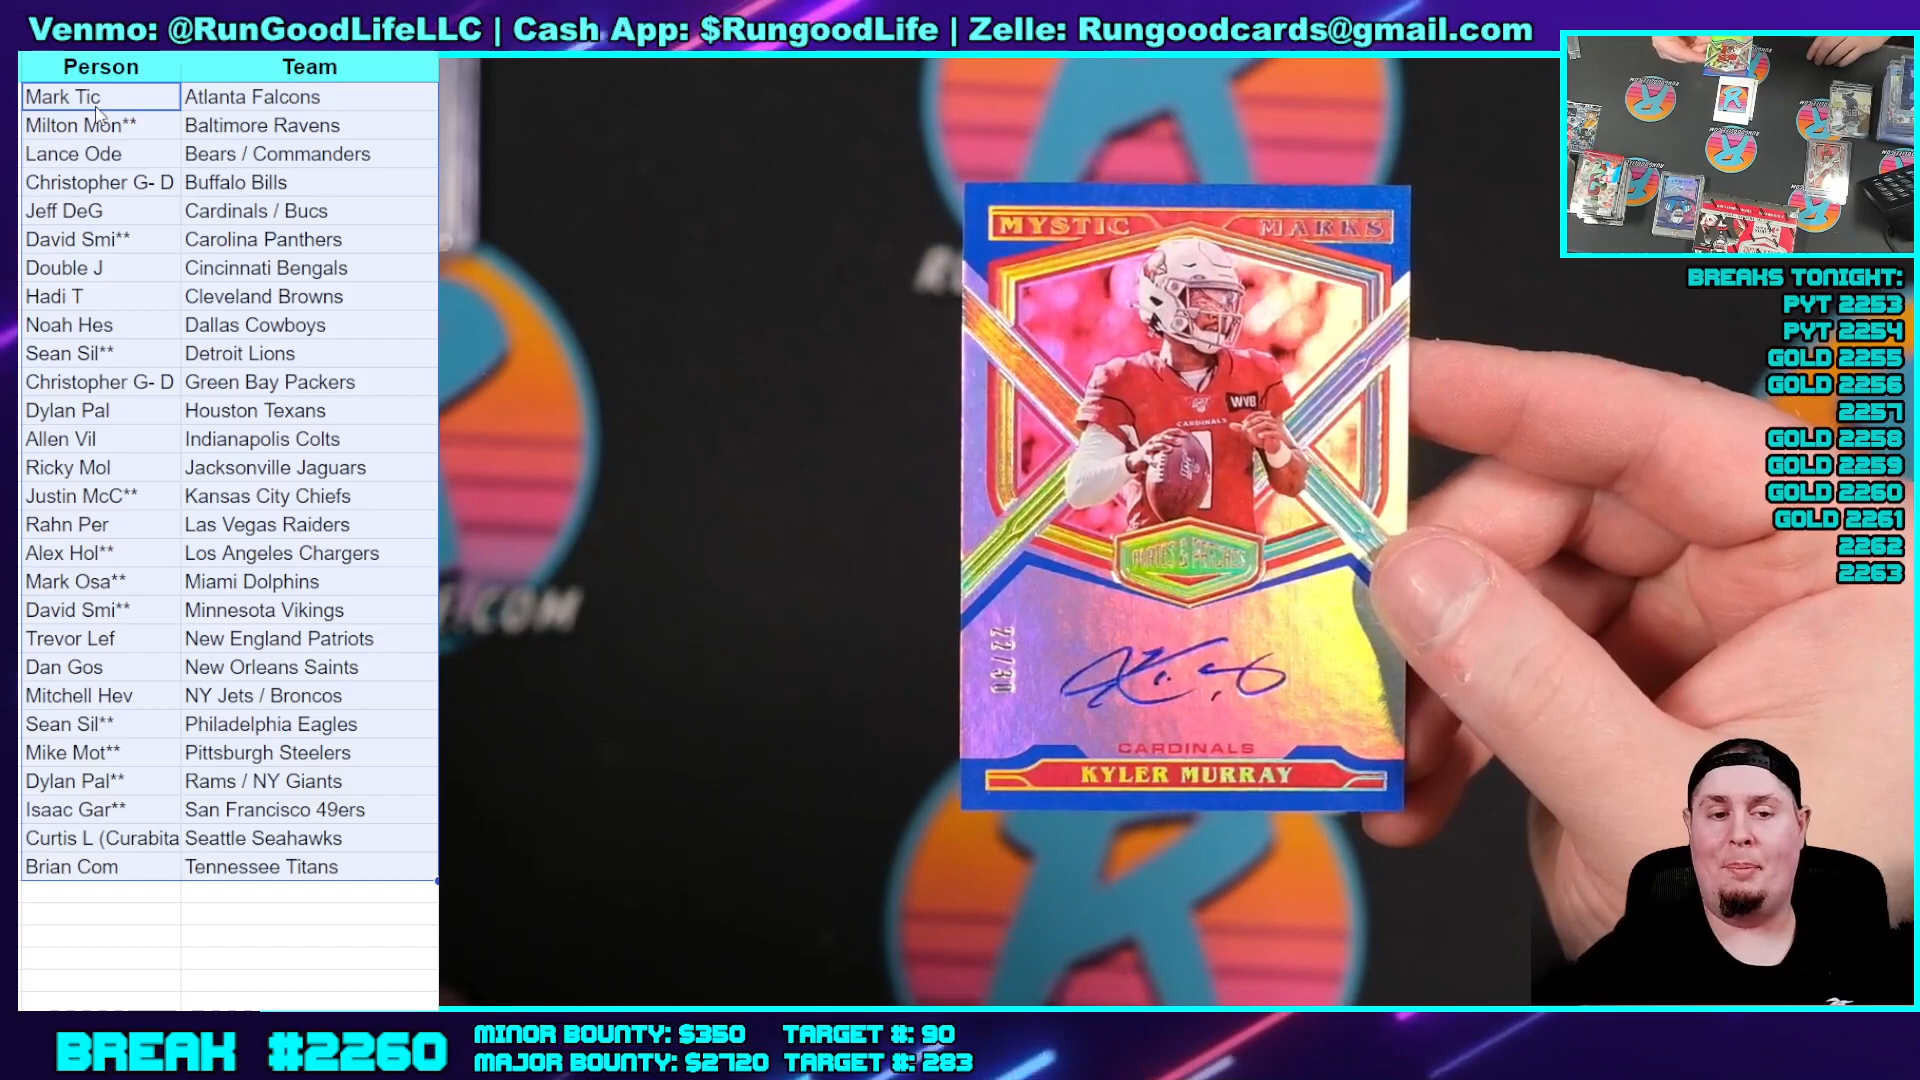 Venmo: @RunGoodLifeLLC | Cash App: $RungoodLife | Zelle: Rungoodcards@gmail.com
Person Team
Mark Tic Atlanta Falcons
Milton Mon** Baltimore Ravens
Lance Ode Bears / Commanders
Christopher G- D Buffalo Bills
Jeff DeG Cardinals / Bucs
David Smi** Carolina Panthers
Double J Cincinnati Bengals
Hadi T Cleveland Browns
Noah Hes Dallas Cowboys
Sean Sil** Detroit Lions
Christopher G- D Green Bay Packers
Dylan Pal Houston Texans
Allen Vil Indianapolis Colts
Ricky Mol Jacksonville Jaguars
Justin McC** Kansas City Chiefs
Rahn Per Las Vegas Raiders
Alex Hol** Los Angeles Chargers
Mark Osa** Miami Dolphins
David Smi** Minnesota Vikings
Trevor Lef New England Patriots
Dan Gos New Orleans Saints
Mitchell Hev NY Jets / Broncos
Sean Sil** Philadelphia Eagles
Mike Mot** Pittsburgh Steelers
Dylan Pal** Rams / NY Giants
Isaac Gar** San Francisco 49ers
Curtis L (Curabita Seattle Seahawks
Brian Com Tennessee Titans
MYSTIC MARKS
WVB
CARDINALS
1
PLATES & PATCHES
22/30
CARDINALS
KYLER MURRAY
F.COM
BREAKS TONIGHT:
PYT 2253
PYT 2254
GOLD 2255
GOLD 2256
2257
GOLD 2258
GOLD 2259
GOLD 2260
GOLD 2261
2262
2263
BREAK #2260
MINOR BOUNTY: $350 TARGET #: 90
MAJOR BOUNTY: $2720 TARGET #: 283